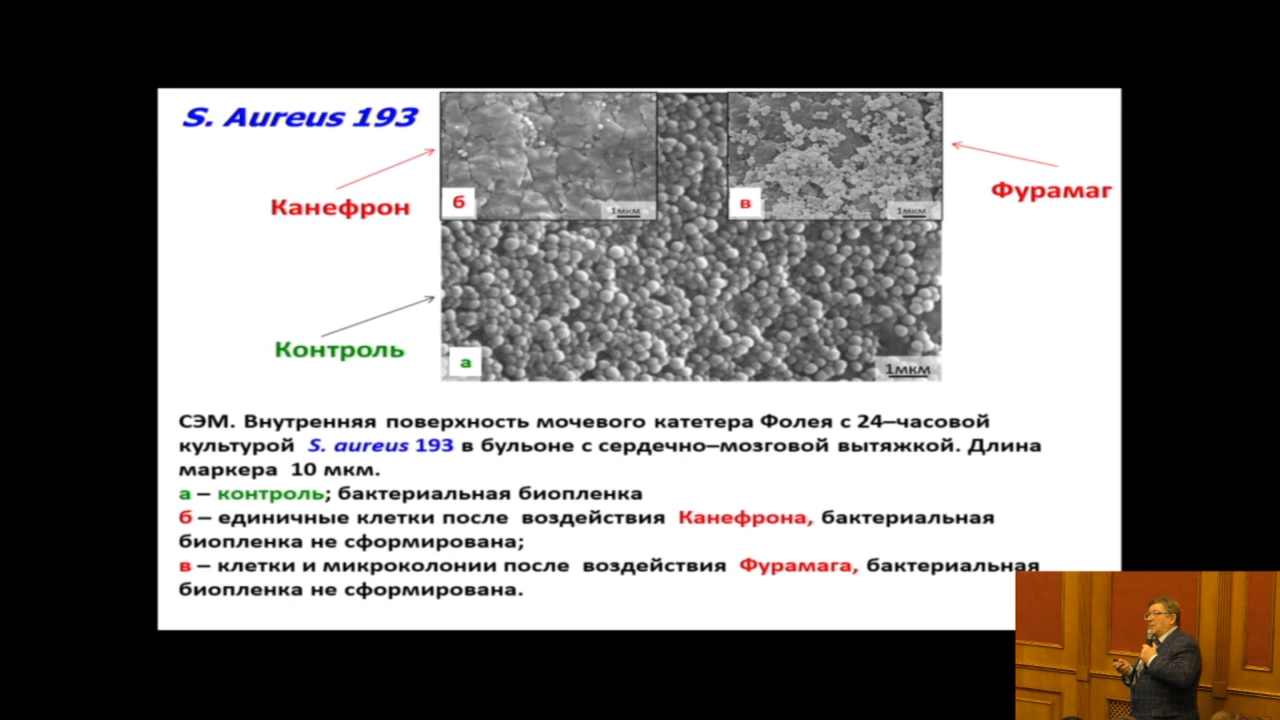 S. Aureus 193
Канефрон
Фурамаг
б
1мкм
в
1мкм
Контроль
а
1мкм
СЭМ. Внутренняя поверхность мочевого катетера Фолея с 24–часовой
культурой S. aureus 193 в бульоне с сердечно–мозговой вытяжкой. Длина
маркера 10 мкм.
а – контроль; бактериальная биопленка
б – единичные клетки после воздействия Канефрона, бактериальная
биопленка не сформирована;
в – клетки и микроколонии после воздействия Фурамага, бактериальная
биопленка не сформирована.